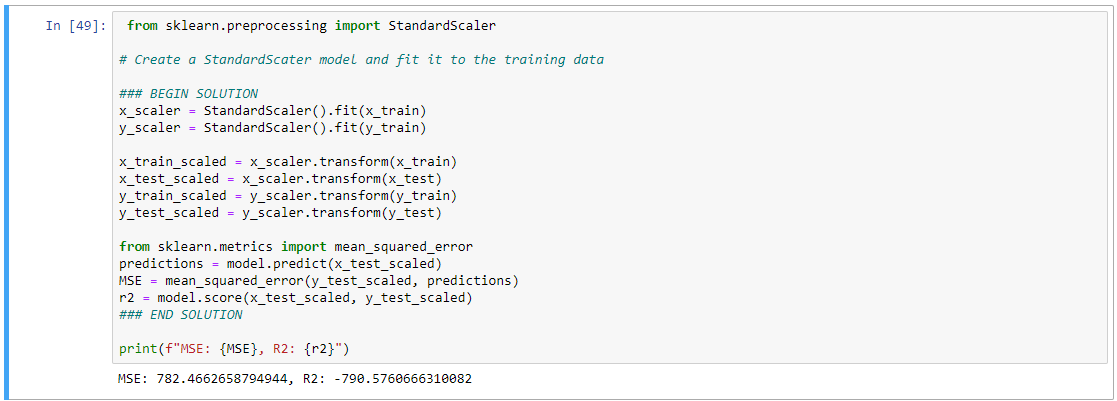 In [49]: from sklearn.preprocessing import StandardScaler
# Create a StandardScater model and fit it to the training data
### BEGIN SOLUTION
x_scaler = StandardScaler().fit(x_train)
y_scaler = StandardScaler().fit(y_train)
x_train_scaled = x_scaler.transform(x_train)
x_test_scaled = x_scaler.transform(x_test)
y_train_scaled = y_scaler.transform(y_train)
y_test_scaled = y_scaler.transform(y_test)
from sklearn.metrics import mean_squared_error
predictions = model.predict(x_test_scaled)
MSE = mean_squared_error(y_test_scaled, predictions)
r2 = model.score(x_test_scaled, y_test_scaled)
### END SOLUTION
print(f"MSE: {MSE}, R2: {r2}")
MSE: 782.4662658794944, R2: -790.5760666310082